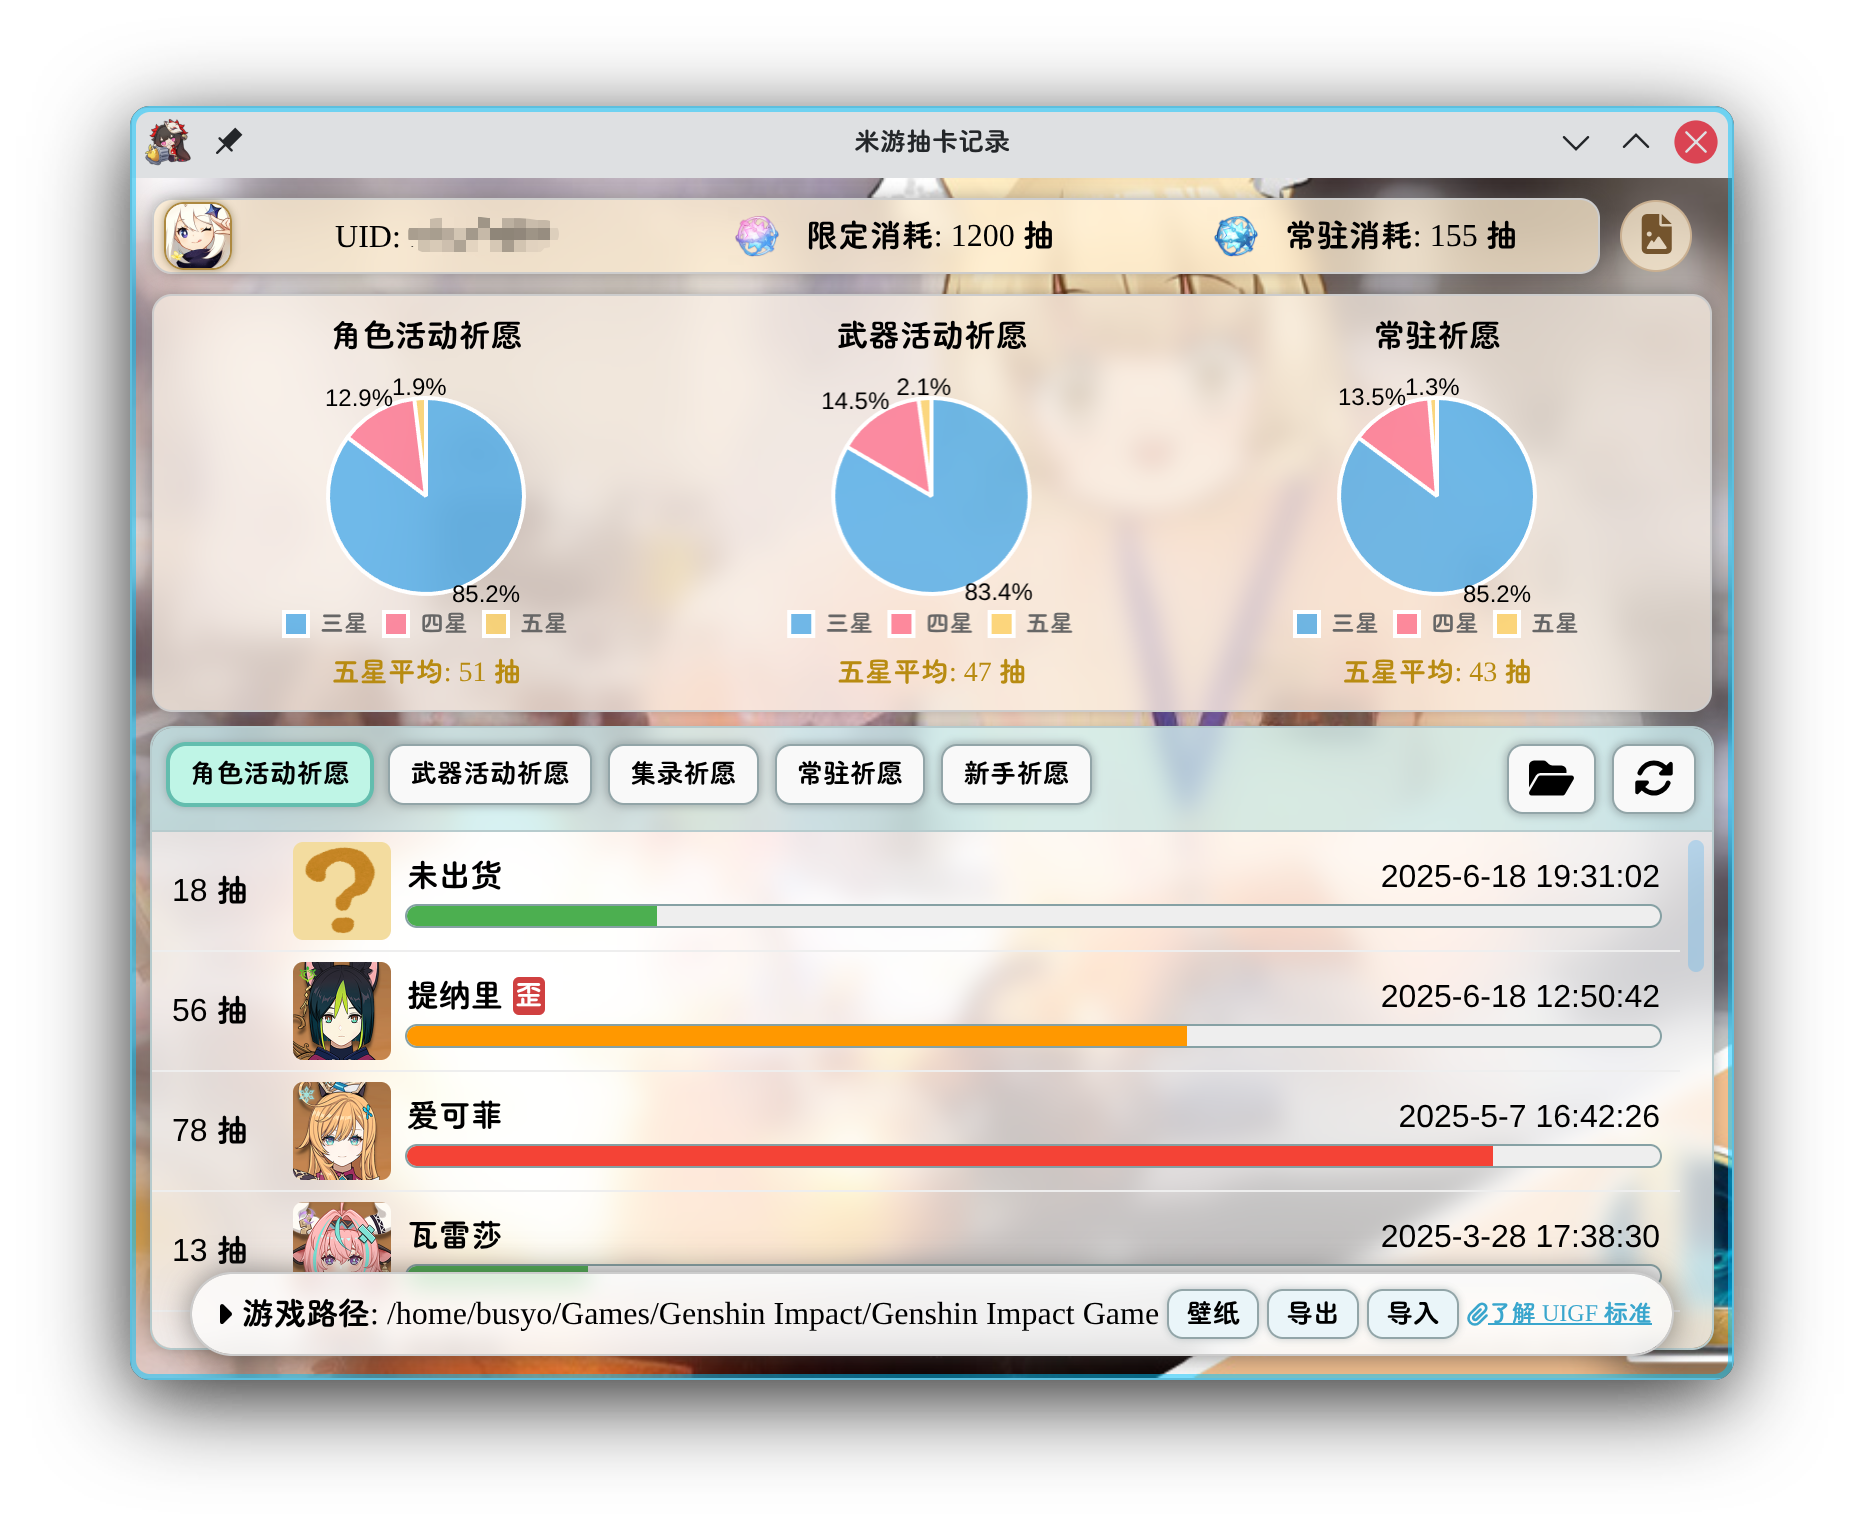 米游抽卡记录
UID:
限定消耗: 1200 抽
常驻消耗: 155 抽
角色活动祈愿
12.9%
1.9%
85.2%
三星 四星 五星
五星平均: 51 抽
武器活动祈愿
14.5%
2.1%
83.4%
三星 四星 五星
五星平均: 47 抽
常驻祈愿
13.5%
1.3%
85.2%
三星 四星 五星
五星平均: 43 抽
角色活动祈愿 武器活动祈愿 集录祈愿 常驻祈愿 新手祈愿
18 抽 未出货 2025-6-18 19:31:02
56 抽 提纳里 歪 2025-6-18 12:50:42
78 抽 爱可菲 2025-5-7 16:42:26
13 抽 瓦雷莎 2025-3-28 17:38:30
游戏路径: /home/busyo/Games/Genshin Impact/Genshin Impact Game 壁纸 导出 导入 了解 UIGF 标准